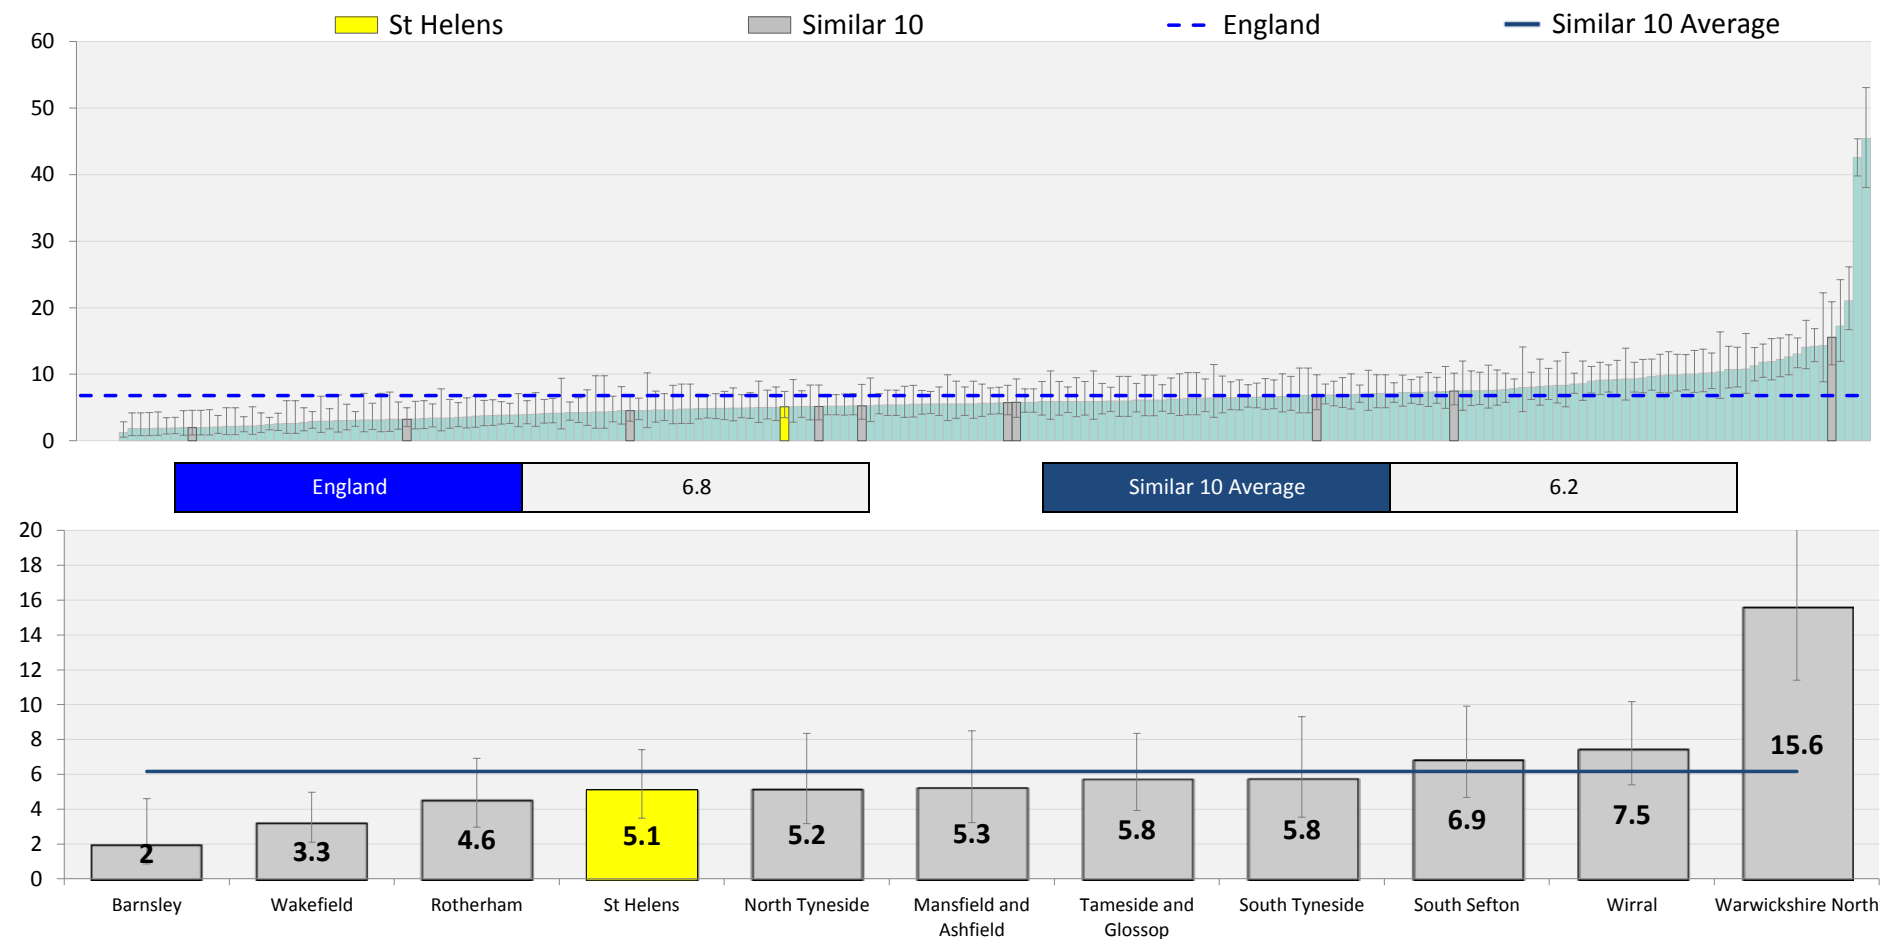 St Helens
Similar 10
England
Similar 10 Average
60
50
40
30
20
10
0
England
6.8
Similar 10 Average
6.2
20
18
16
14
12
10
8
6
4
2
0
2
3.3
4.6
5.1
5.2
5.3
5.8
5.8
6.9
7.5
15.6
Barnsley
Wakefield
Rotherham
St Helens
North Tyneside
Mansfield and
Ashfield
Tameside and
Glossop
South Tyneside
South Sefton
Wirral
Warwickshire North